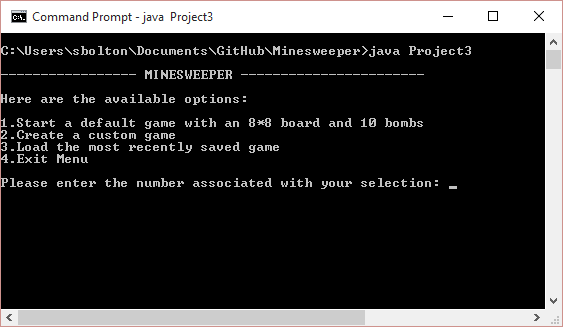 Command Prompt - java  Project3
C:\Users\sbolton\Documents\GitHub\Minesweeper>java Project3
----------------- MINESWEEPER -----------------------
Here are the available options:
1.Start a default game with an 8*8 board and 10 bombs
2.Create a custom game
3.Load the most recently saved game
4.Exit Menu
Please enter the number associated with your selection: _